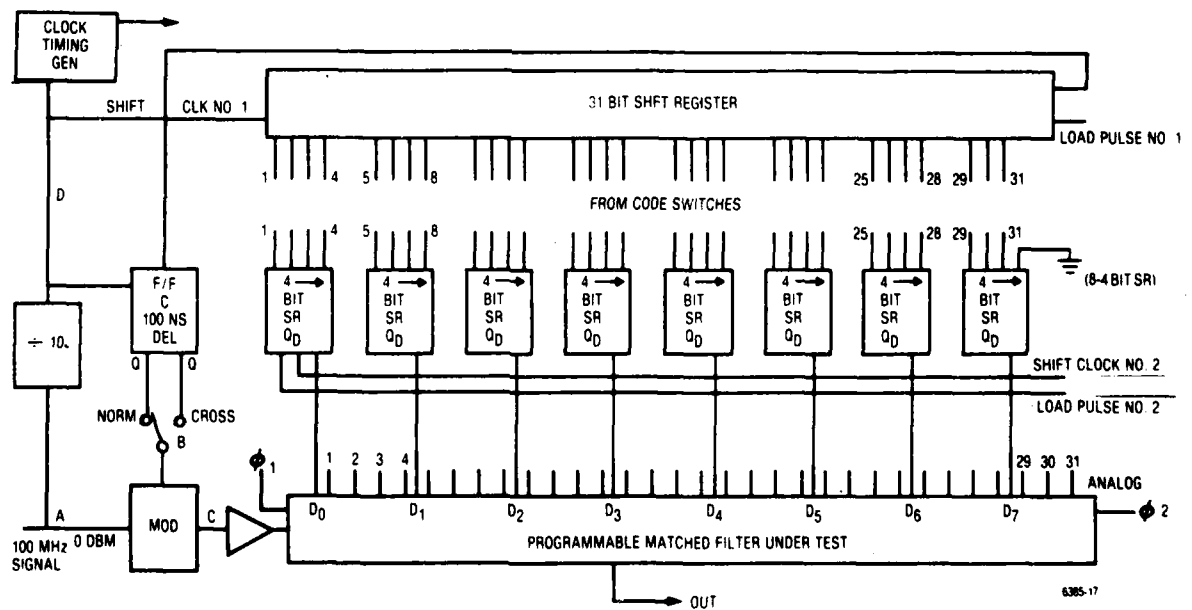 CLOCK
TIMING
GEN
SHIFT CLK NO. 1
31 BIT SHFT REGISTER
LOAD PULSE NO. 1
1 4 5 8 25 28 29 31
D
FROM CODE SWITCHES
1 4 5 8 25 28 29 31
F/F
C
100 NS
DEL
Q Q
÷ 10
4
BIT
SR
QD
4
BIT
SR
QD
4
BIT
SR
QD
4
BIT
SR
QD
4
BIT
SR
QD
4
BIT
SR
QD
4
BIT
SR
QD
4
BIT
SR
QD
(8-4 BIT SR)
SHIFT CLOCK NO. 2
LOAD PULSE NO. 2
NORM CROSS
B
ϕ 1
1 2 3 4 29 30 31
ANALOG
A
0 DBM
100 MHz
SIGNAL
MOD
C
D0 D1 D2 D3 D4 D5 D6 D7
ϕ 2
PROGRAMMABLE MATCHED FILTER UNDER TEST
OUT
6385-17